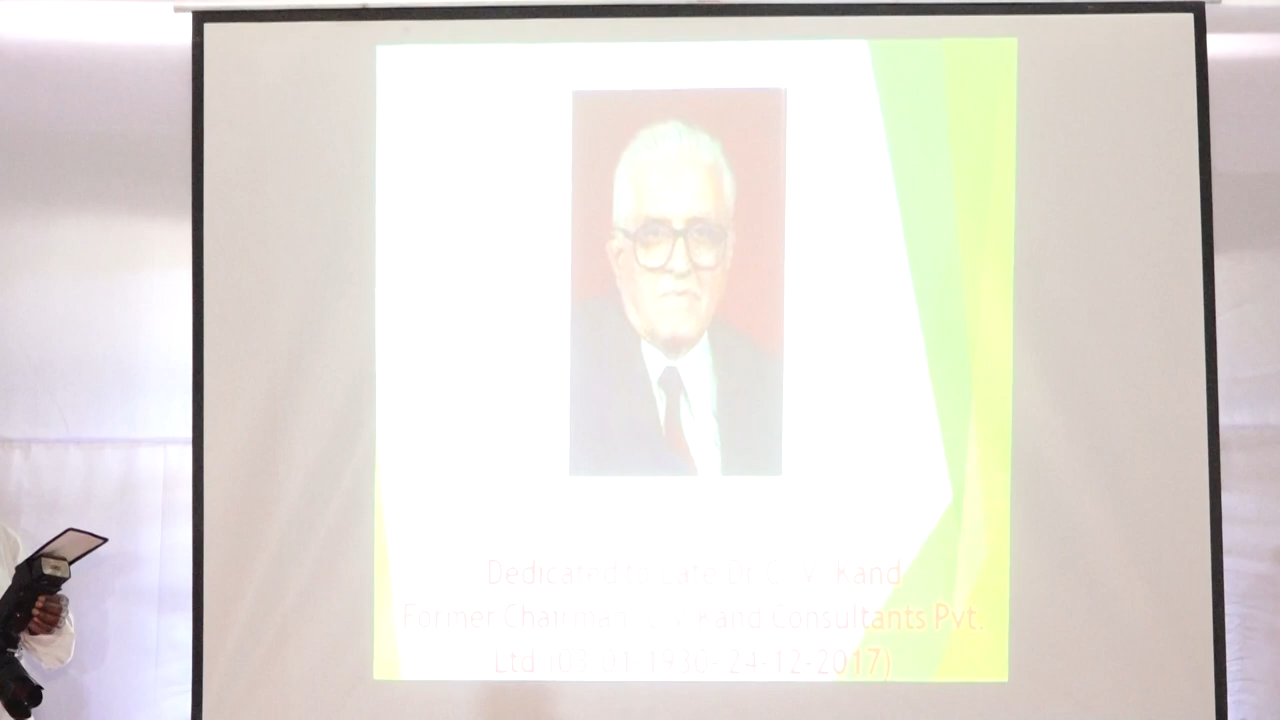 Dedicated to Late Dr. C. V. Kand
Former Chairman C. V. Kand Consultants Pvt.
Ltd (03-01-1930-24-12-2017)